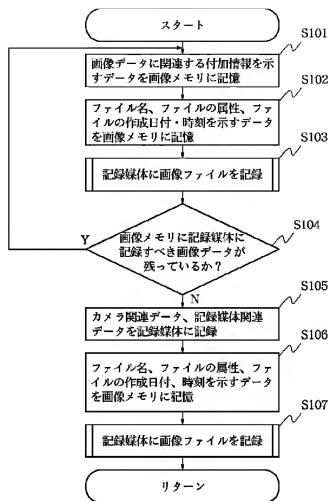 スタート
S101
画像データに関連する付加情報を示
すデータを画像メモリに記憶
S102
ファイル名、ファイルの属性、ファ
イルの作成日付・時刻を示すデータ
を画像メモリに記憶
S103
記録媒体に画像ファイルを記録
S104
Y
画像メモリに記録媒体に
記録すべき画像データが
残っているか？
N
S105
カメラ関連データ、記録媒体関連
データを記録媒体に記録
S106
ファイル名、ファイルの属性、ファ
イルの作成日付、時刻を示すデータ
を画像メモリに記憶
S107
記録媒体に画像ファイルを記録
リターン